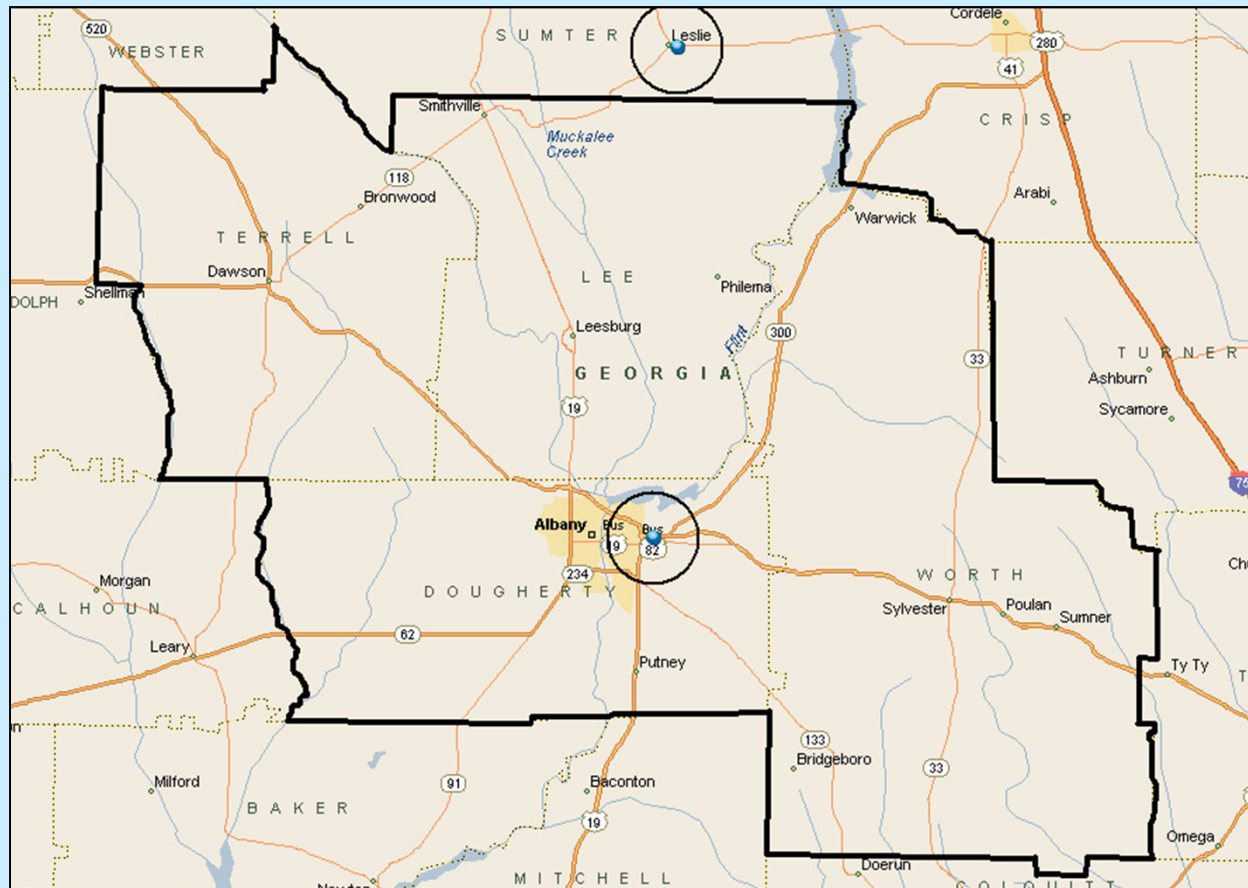 Cordele
520
SUMTER
Leslie
280
WEBSTER
41
Smithville
CRISP
Muckalee
Creek
118
Arabi
Bronwood
Warwick
TERRELL
Dawson
LEE
Philema
Shellman
DOLPH
Leesburg
Flint
300
33
TURNER
GEORGIA
Ashburn
19
Sycamore
75
Albany
Bus
19
Bus
82
234
WORTH
Morgan
DOUGHERTY
CALHOUN
Sylvester
Poulan
Sumner
62
Leary
Putney
Ty Ty
T
133
Bridgeboro
33
91
Milford
Baconton
BAKER
19
Omega
Doerun
MITCHELL
COLQUITT